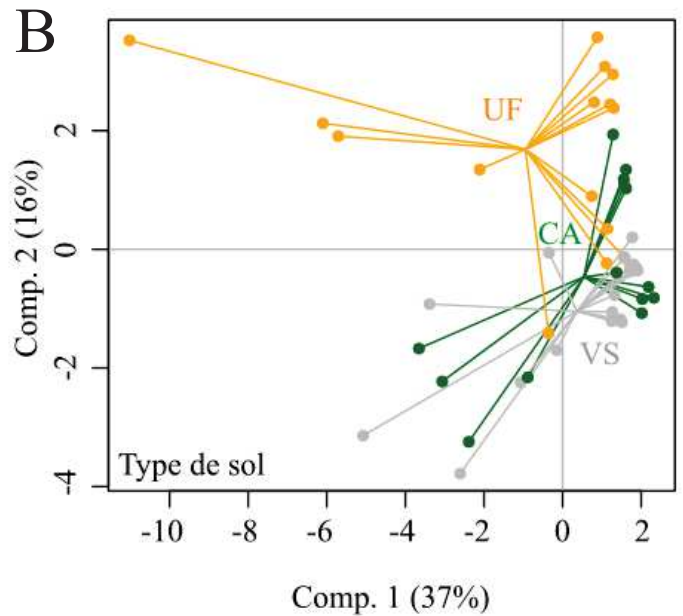 B
UF
CA
VS
Type de sol
Comp. 2 (16%)
2
0
-2
-4
-10 -8 -6 -4 -2 0 2
Comp. 1 (37%)